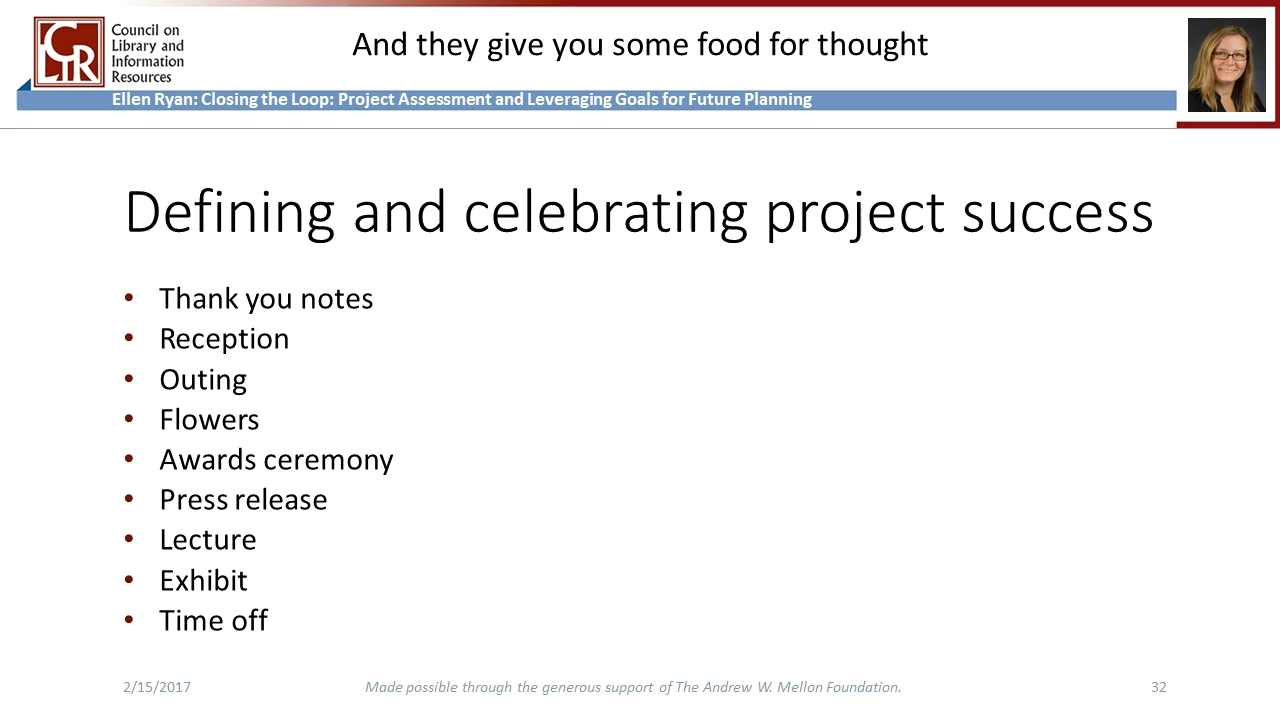 CLIR
Council on
Library and
Information
Resources
And they give you some food for thought
Ellen Ryan: Closing the Loop: Project Assessment and Leveraging Goals for Future Planning
Defining and celebrating project success
• Thank you notes
• Reception
• Outing
• Flowers
• Awards ceremony
• Press release
• Lecture
• Exhibit
• Time off
2/15/2017
Made possible through the generous support of The Andrew W. Mellon Foundation.
32